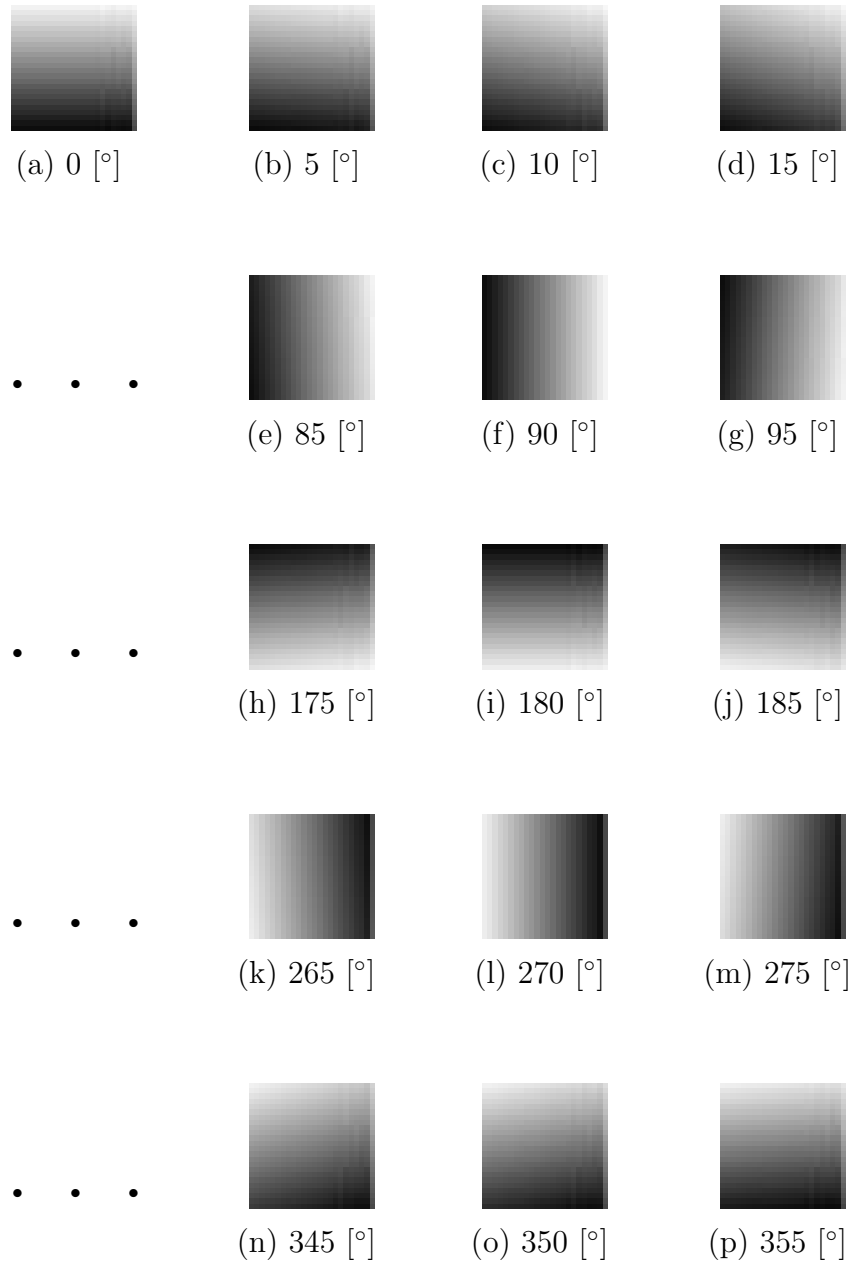 (a) 0 [°] (b) 5 [°] (c) 10 [°] (d) 15 [°]
. . .
(e) 85 [°] (f) 90 [°] (g) 95 [°]
. . .
(h) 175 [°] (i) 180 [°] (j) 185 [°]
. . .
(k) 265 [°] (l) 270 [°] (m) 275 [°]
. . .
(n) 345 [°] (o) 350 [°] (p) 355 [°]